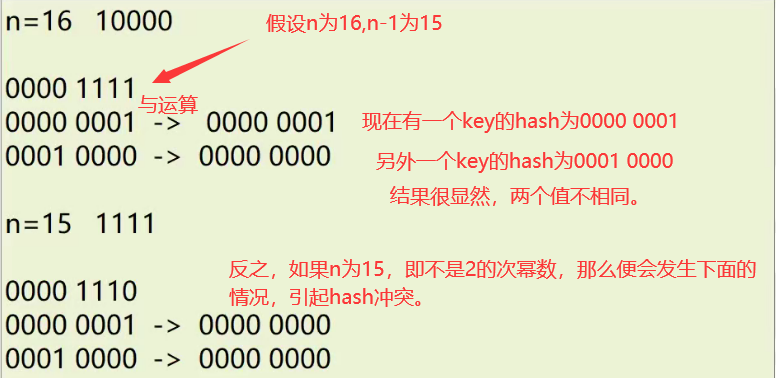 n=16 10000
假设n为16,n-1为15
0000 1111
与运算
0000 0001 -> 0000 0001
现在有一个key的hash为0000 0001
0001 0000 -> 0000 0000
另外一个key的hash为0001 0000
结果很显然，两个值不相同。
n=15 1111
反之，如果n为15，即不是2的次幂数，那么便会发生下面的
情况，引起hash冲突。
0000 1110
0000 0001 -> 0000 0000
0001 0000 -> 0000 0000